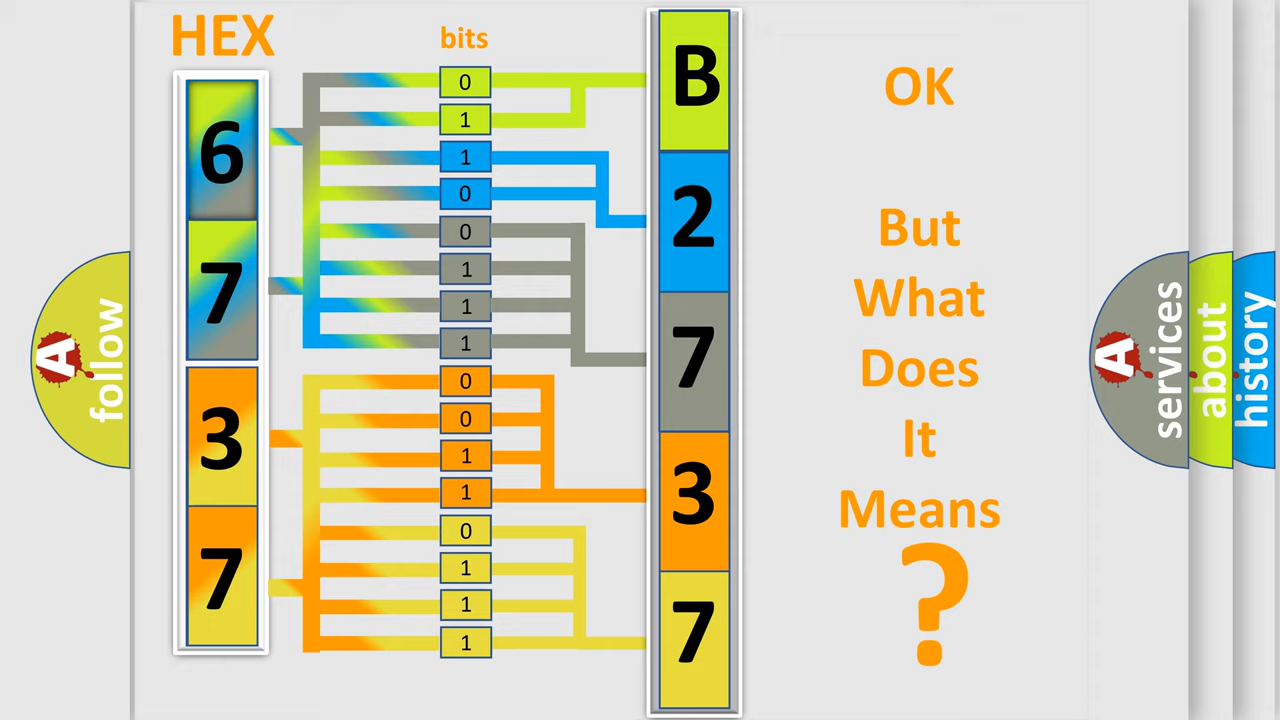 HEX
bits
6
7
3
7
0
1
1
0
0
1
1
1
0
0
1
1
0
1
1
1
B
2
7
3
7
OK
But
What
Does
It
Means
?
A
follow
A
services
about
history